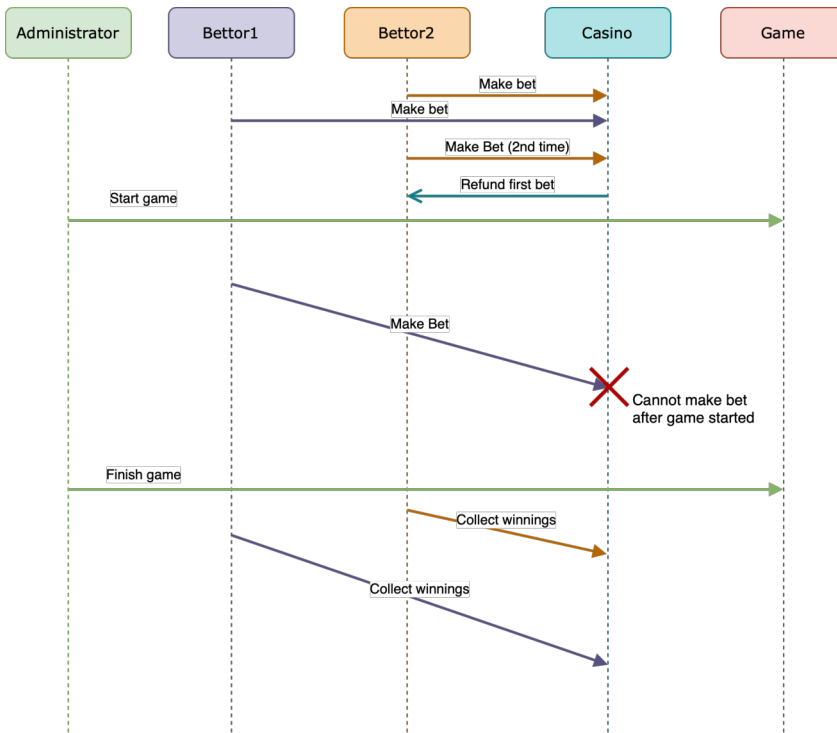 Administrator
Bettor1
Bettor2
Casino
Game
Make bet
Make bet
Make Bet (2nd time)
Refund first bet
Start game
Make Bet
Cannot make bet
after game started
Finish game
Collect winnings
Collect winnings